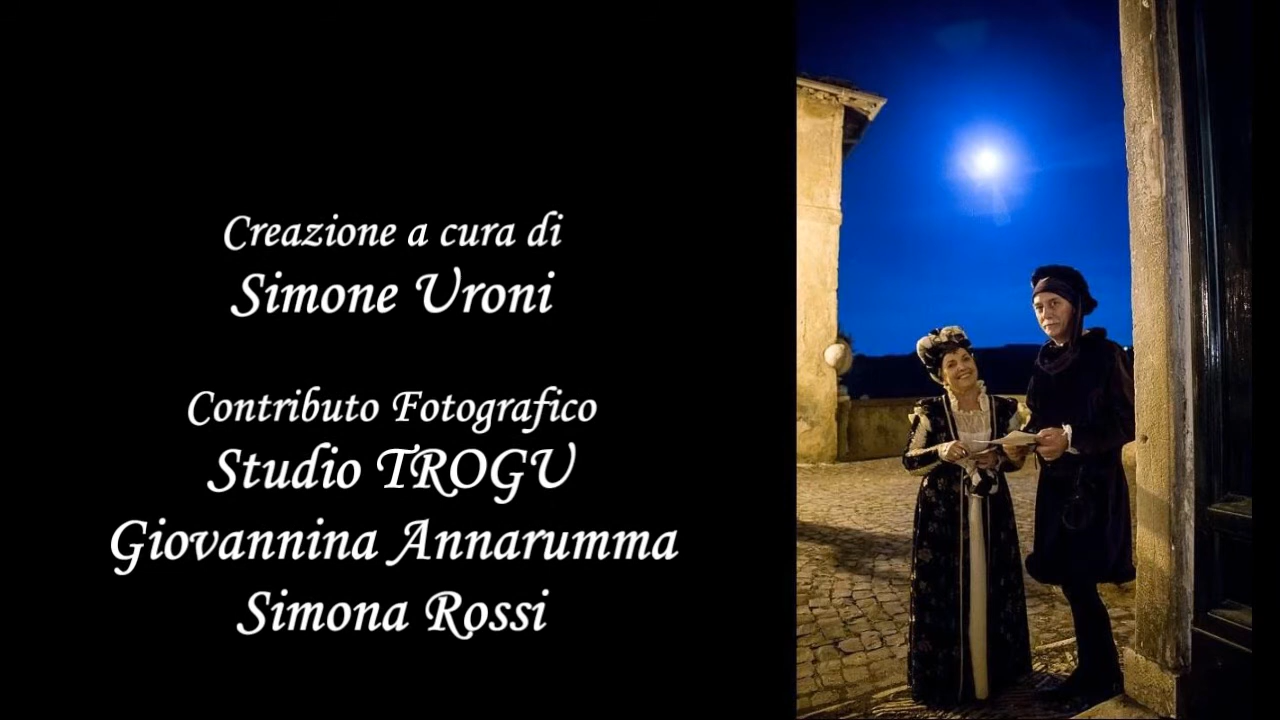 Creazione a cura di
Simone Uroni
Contributo Fotografico
Studio TROGU
Giovannina Annarumma
Simona Rossi